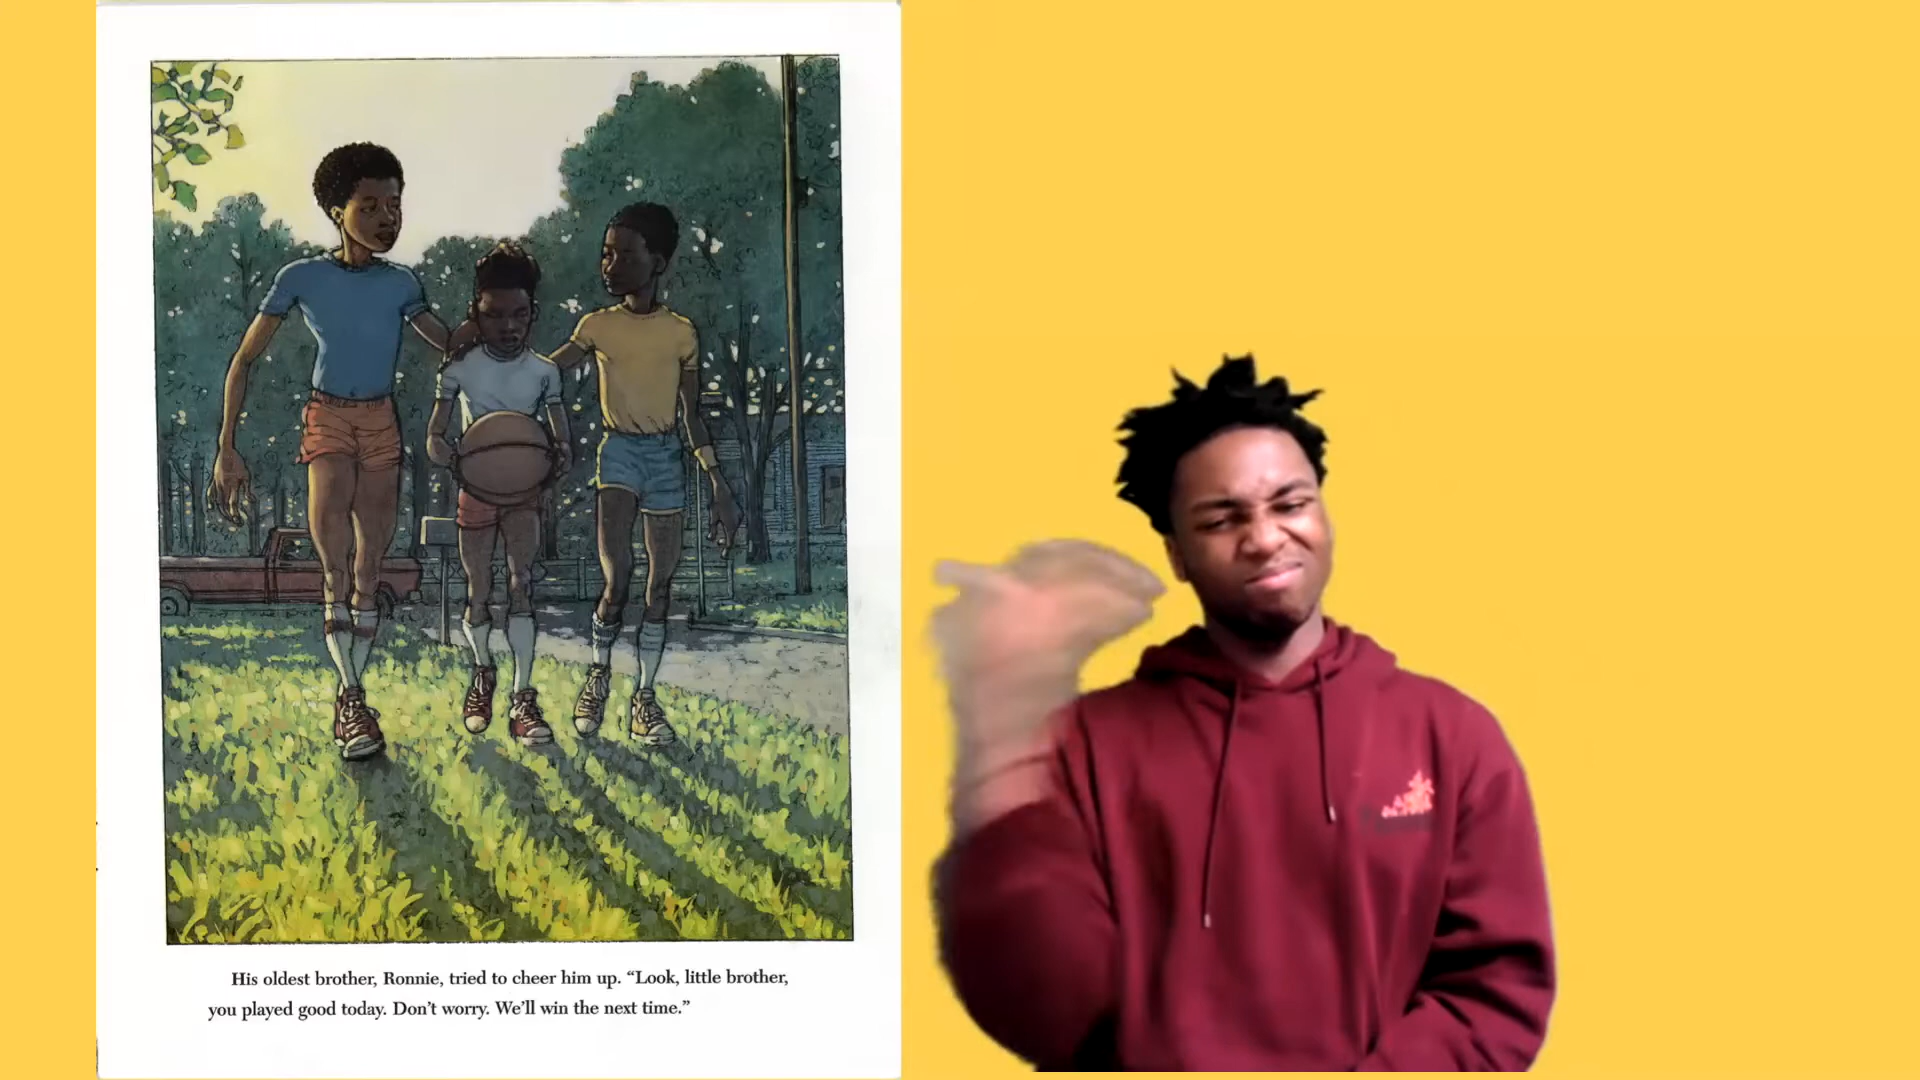 His oldest brother, Ronnie, tried to cheer him up. “Look, little brother,
you played good today. Don’t worry. We’ll win the next time.”